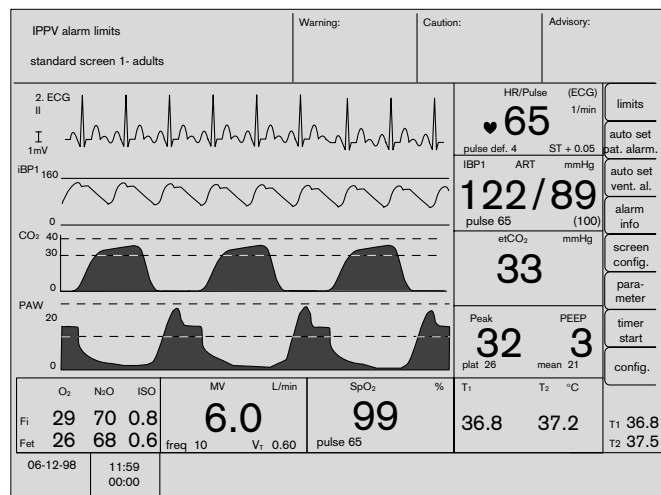 IPPV alarm limits
standard screen 1- adults
Warning:
Caution:
Advisory:
2. ECG
II
1mV
iBP1
160
0
CO₂
40
30
0
PAW
20
0
HR/Pulse (ECG)
65 1/min
pulse def. 4 ST + 0.05
IBP1 ART mmHg
122/89
pulse 65 (100)
etCO₂ mmHg
33
Peak PEEP
32 3
plat 26 mean 21
limits
auto set
pat. alarm.
auto set
vent. al.
alarm
info
screen
config.
para-
meter
timer
start
config.
O₂ N₂O ISO
Fi 29 70 0.8
Fet 26 68 0.6
MV L/min
6.0
freq 10 VT 0.60
SpO₂ %
99
pulse 65
T1 T2 °C
36.8 37.2
T1 36.8
T2 37.5
06-12-98
11:59
00:00